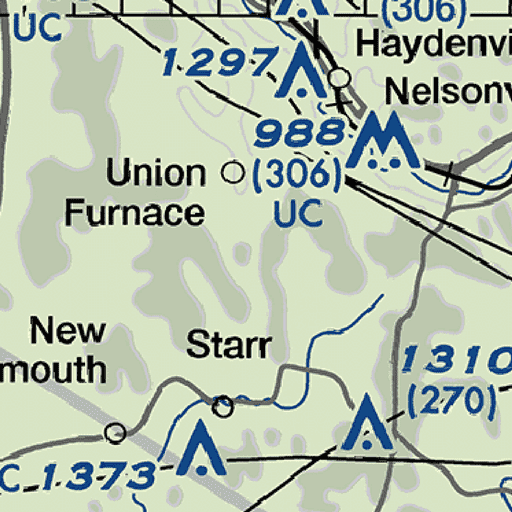 (306)
UC
Haydenvi
1297
Nelsonv
988
Union
(306)
Furnace
UC
New
Starr
mouth
1310
(270)
C 1373